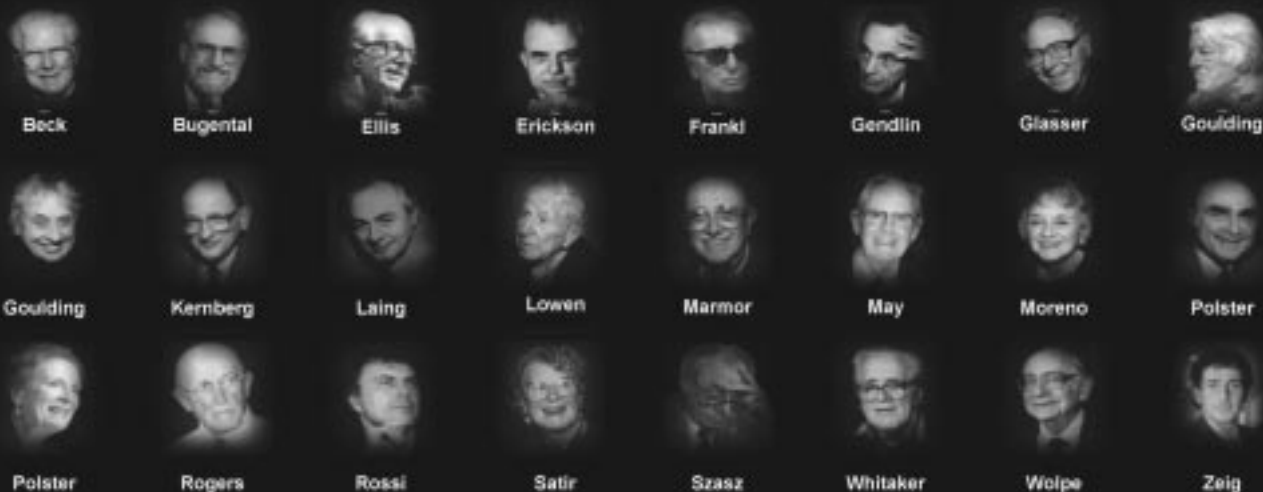 Beck Bugental Ellis Erickson Frankl Gendlin Glasser Goulding
Goulding Kernberg Laing Lowen Marmor May Moreno Polster
Polster Rogers Rossi Satir Szasz Whitaker Wolpe Zeig